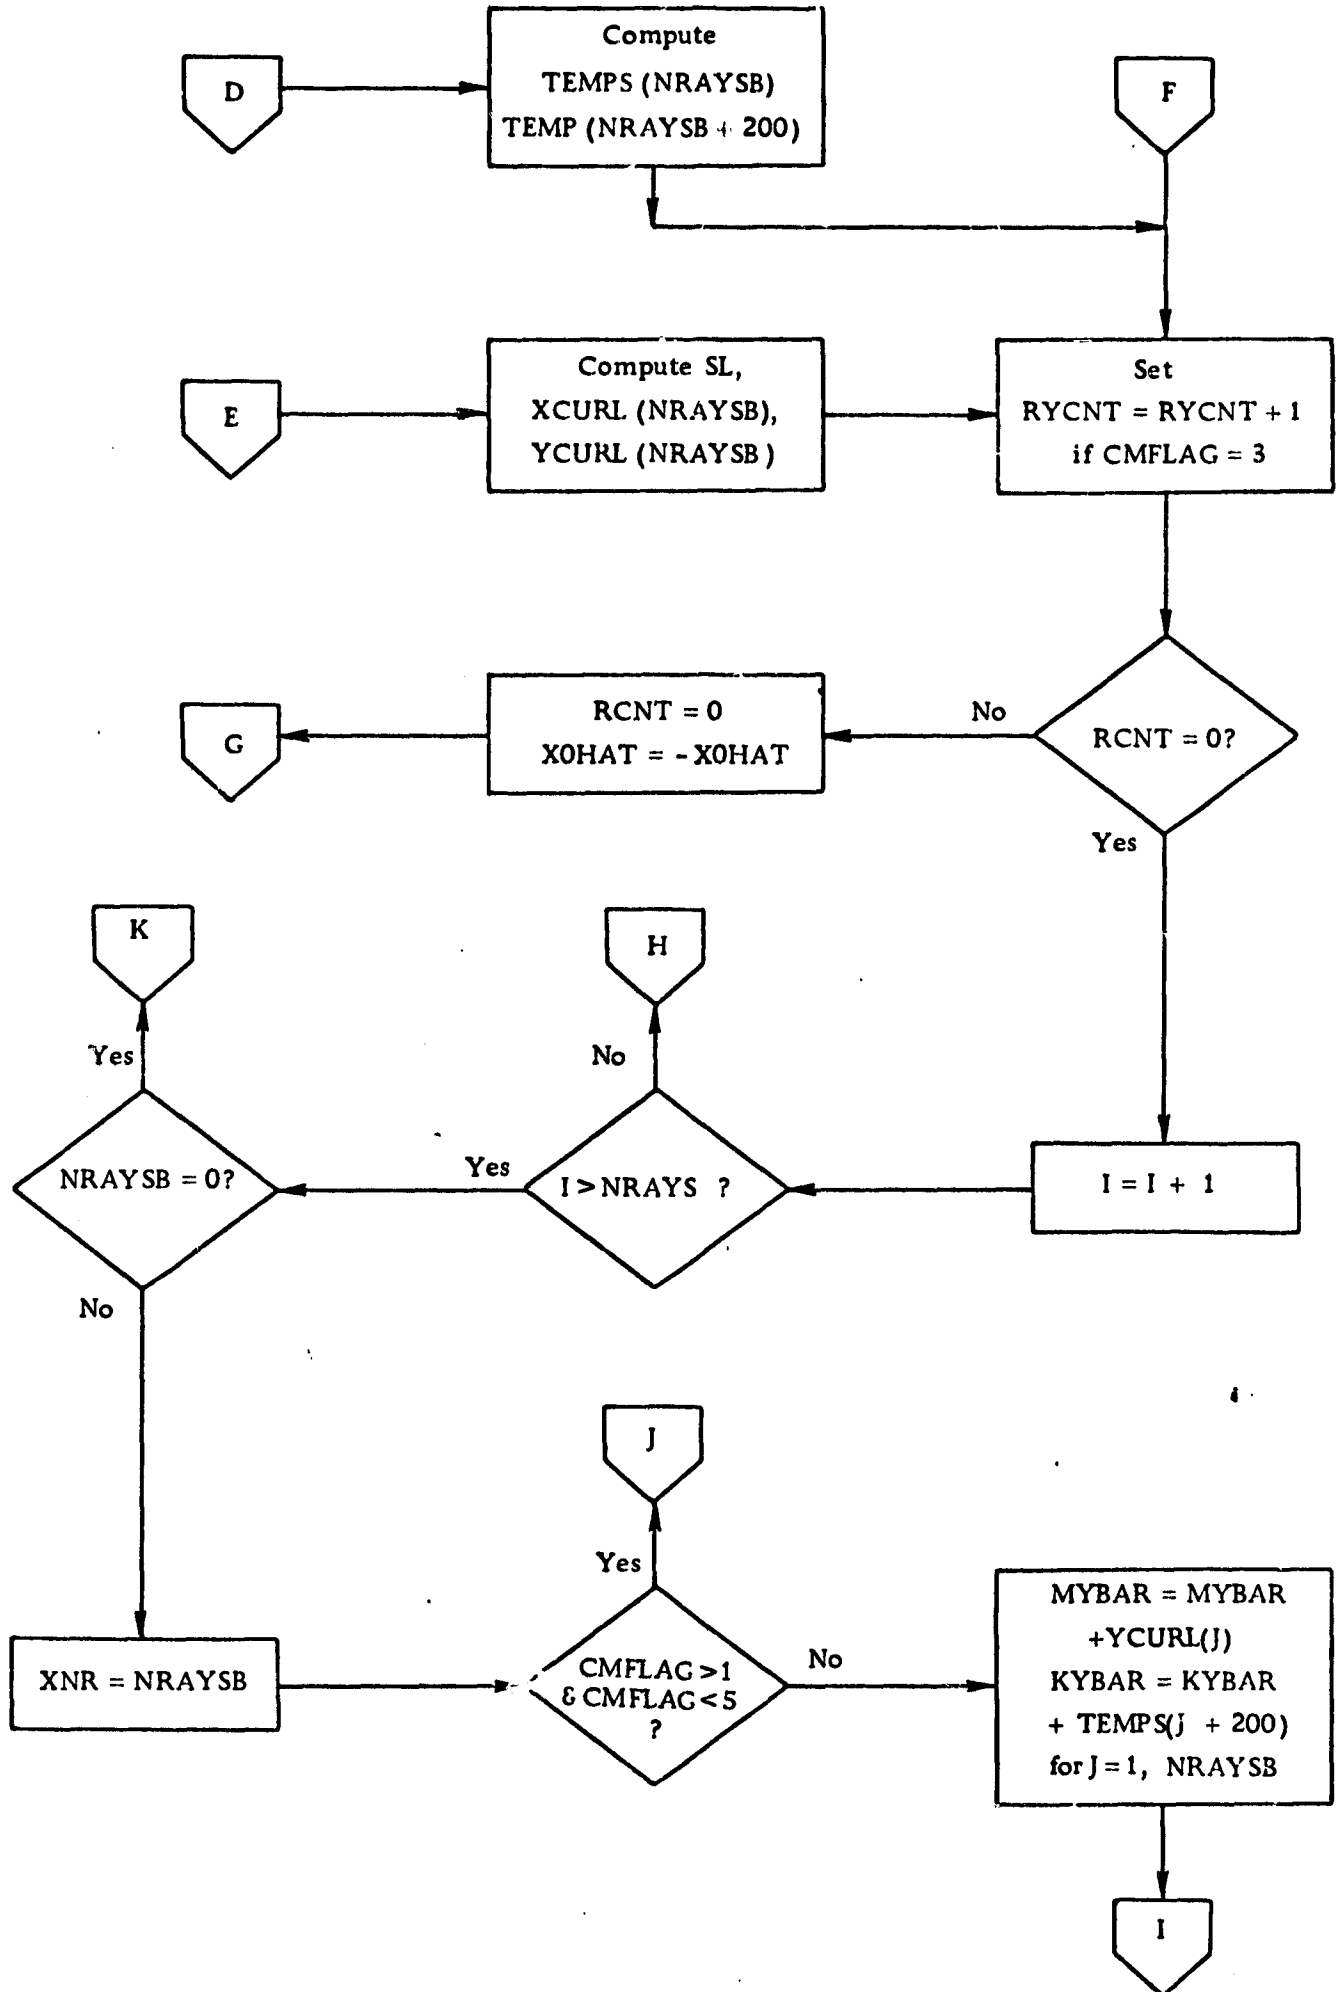 Compute
TEMPS (NRAYSB)
TEMP (NRAYSB + 200)
D
F
E
Compute SL,
XCURL (NRAYSB),
YCURL (NRAYSB)
Set
RYCNT = RYCNT + 1
if CMFLAG = 3
G
RCNT = 0
X0HAT = - X0HAT
No
RCNT = 0?
Yes
K
H
Yes
No
NRAYSB = 0?
Yes
I > NRAYS ?
I = I + 1
No
J
Yes
XNR = NRAYSB
CMFLAG > 1
& CMFLAG < 5
?
No
MYBAR = MYBAR
+YCURL(J)
KYBAR = KYBAR
+ TEMPS(J + 200)
for J = 1, NRAYSB
I